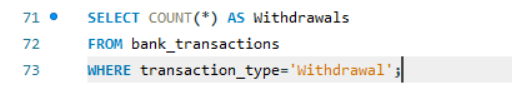 71 SELECT COUNT(*) AS Withdrawals
72 FROM bank_transactions
73 WHERE transaction_type='Withdrawal';